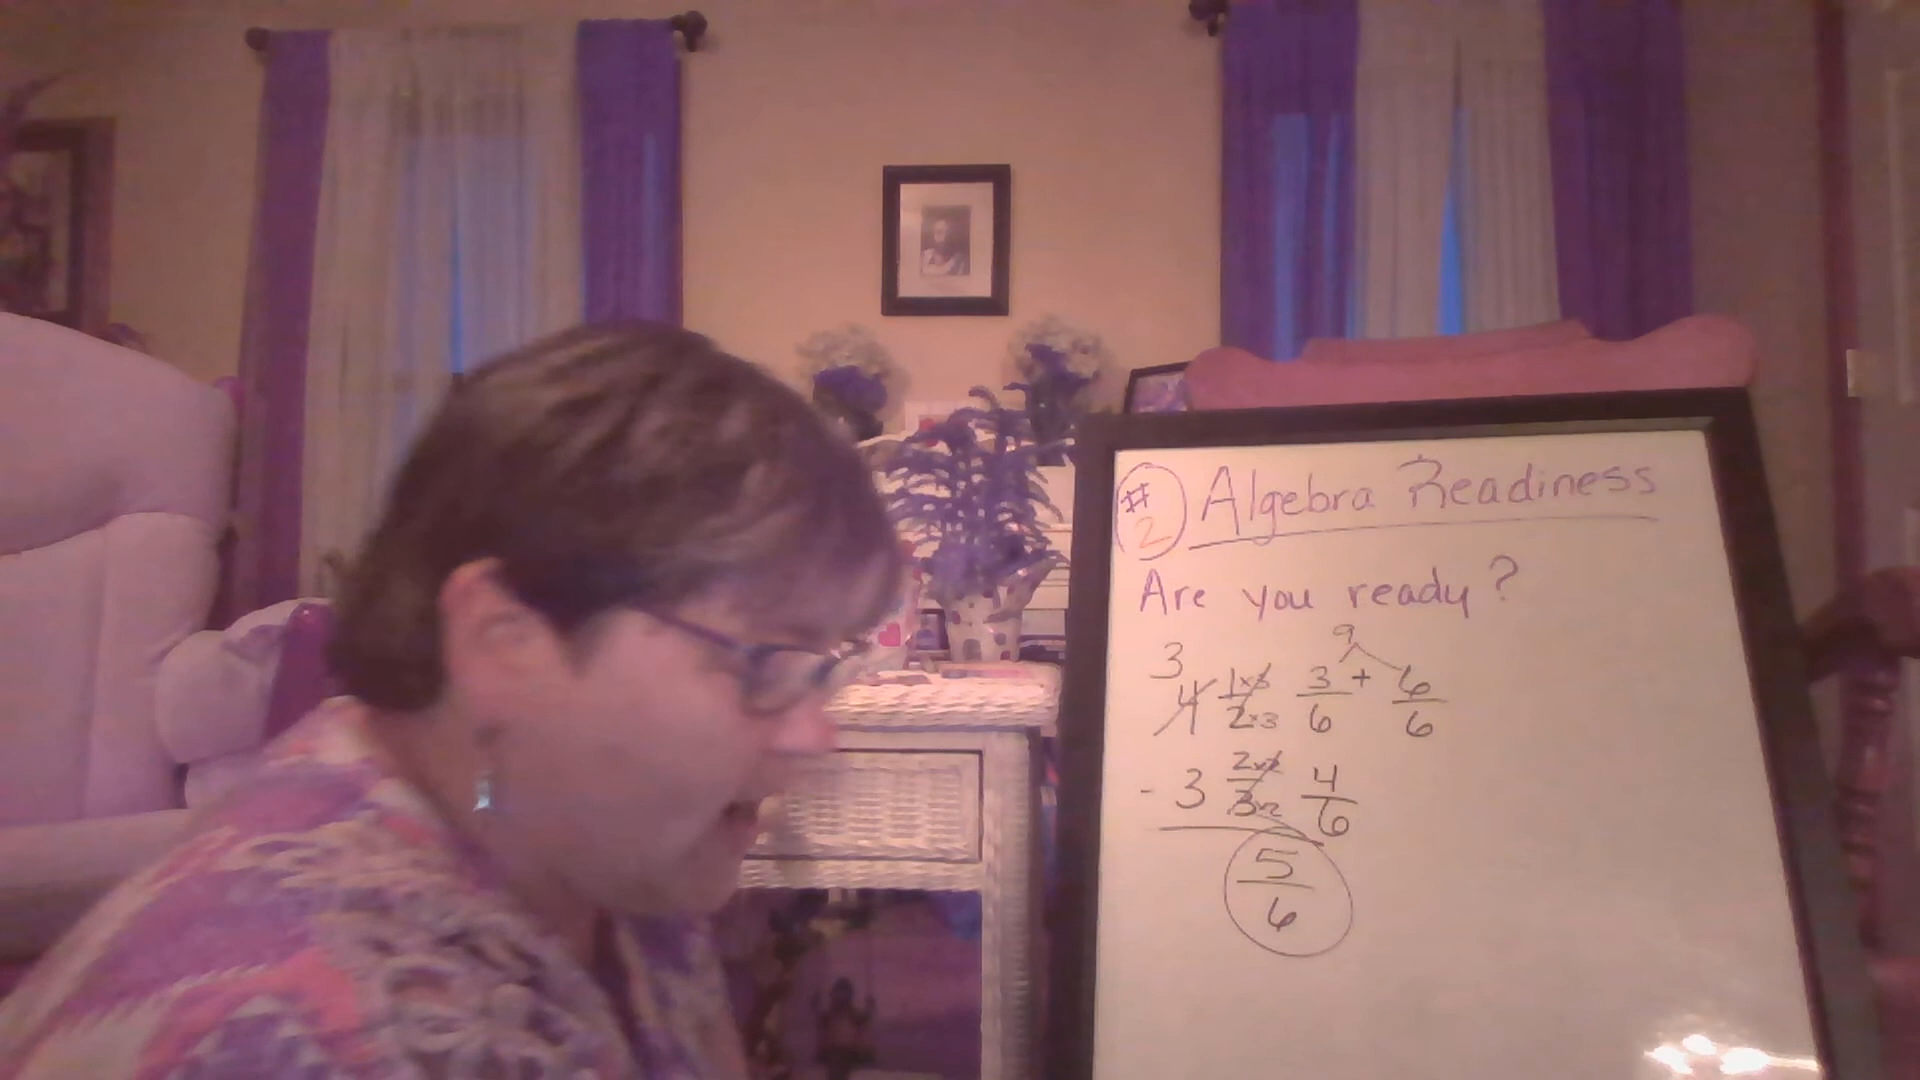 # 2 Algebra Readiness
Are you ready?
3 9
4 1x3/2x3 3/6 + 6/6
- 3 2x2/3x2 4/6
5/6